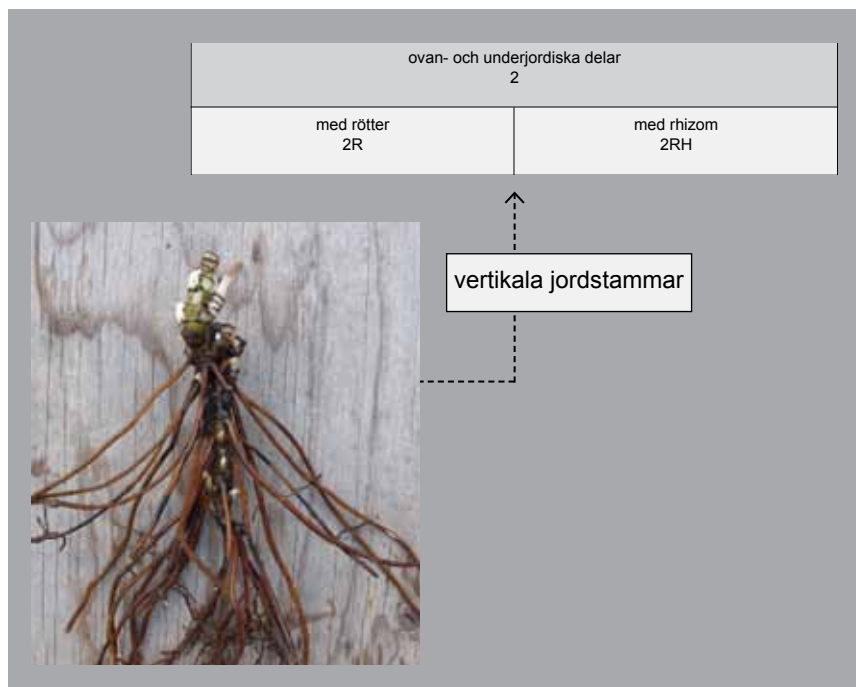 ovan- och underjordiska delar
2
med rötter
2R
med rhizom
2RH
vertikala jordstammar